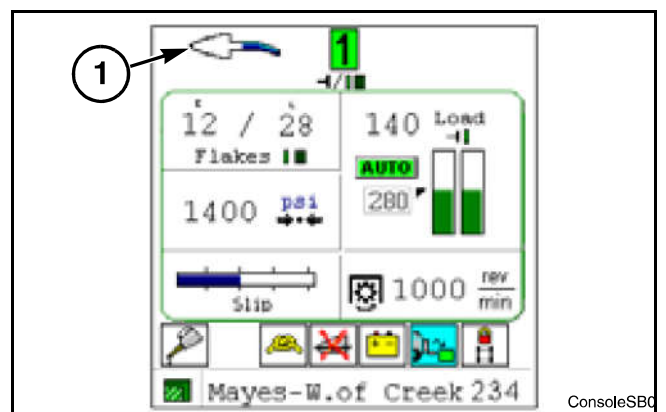 1
1
12 / 28
Flakes
140 Load
AUTO
280
1400 psi
Slip
1000 rev
min
Mayes-W.of Creek 234
ConsoleSB0